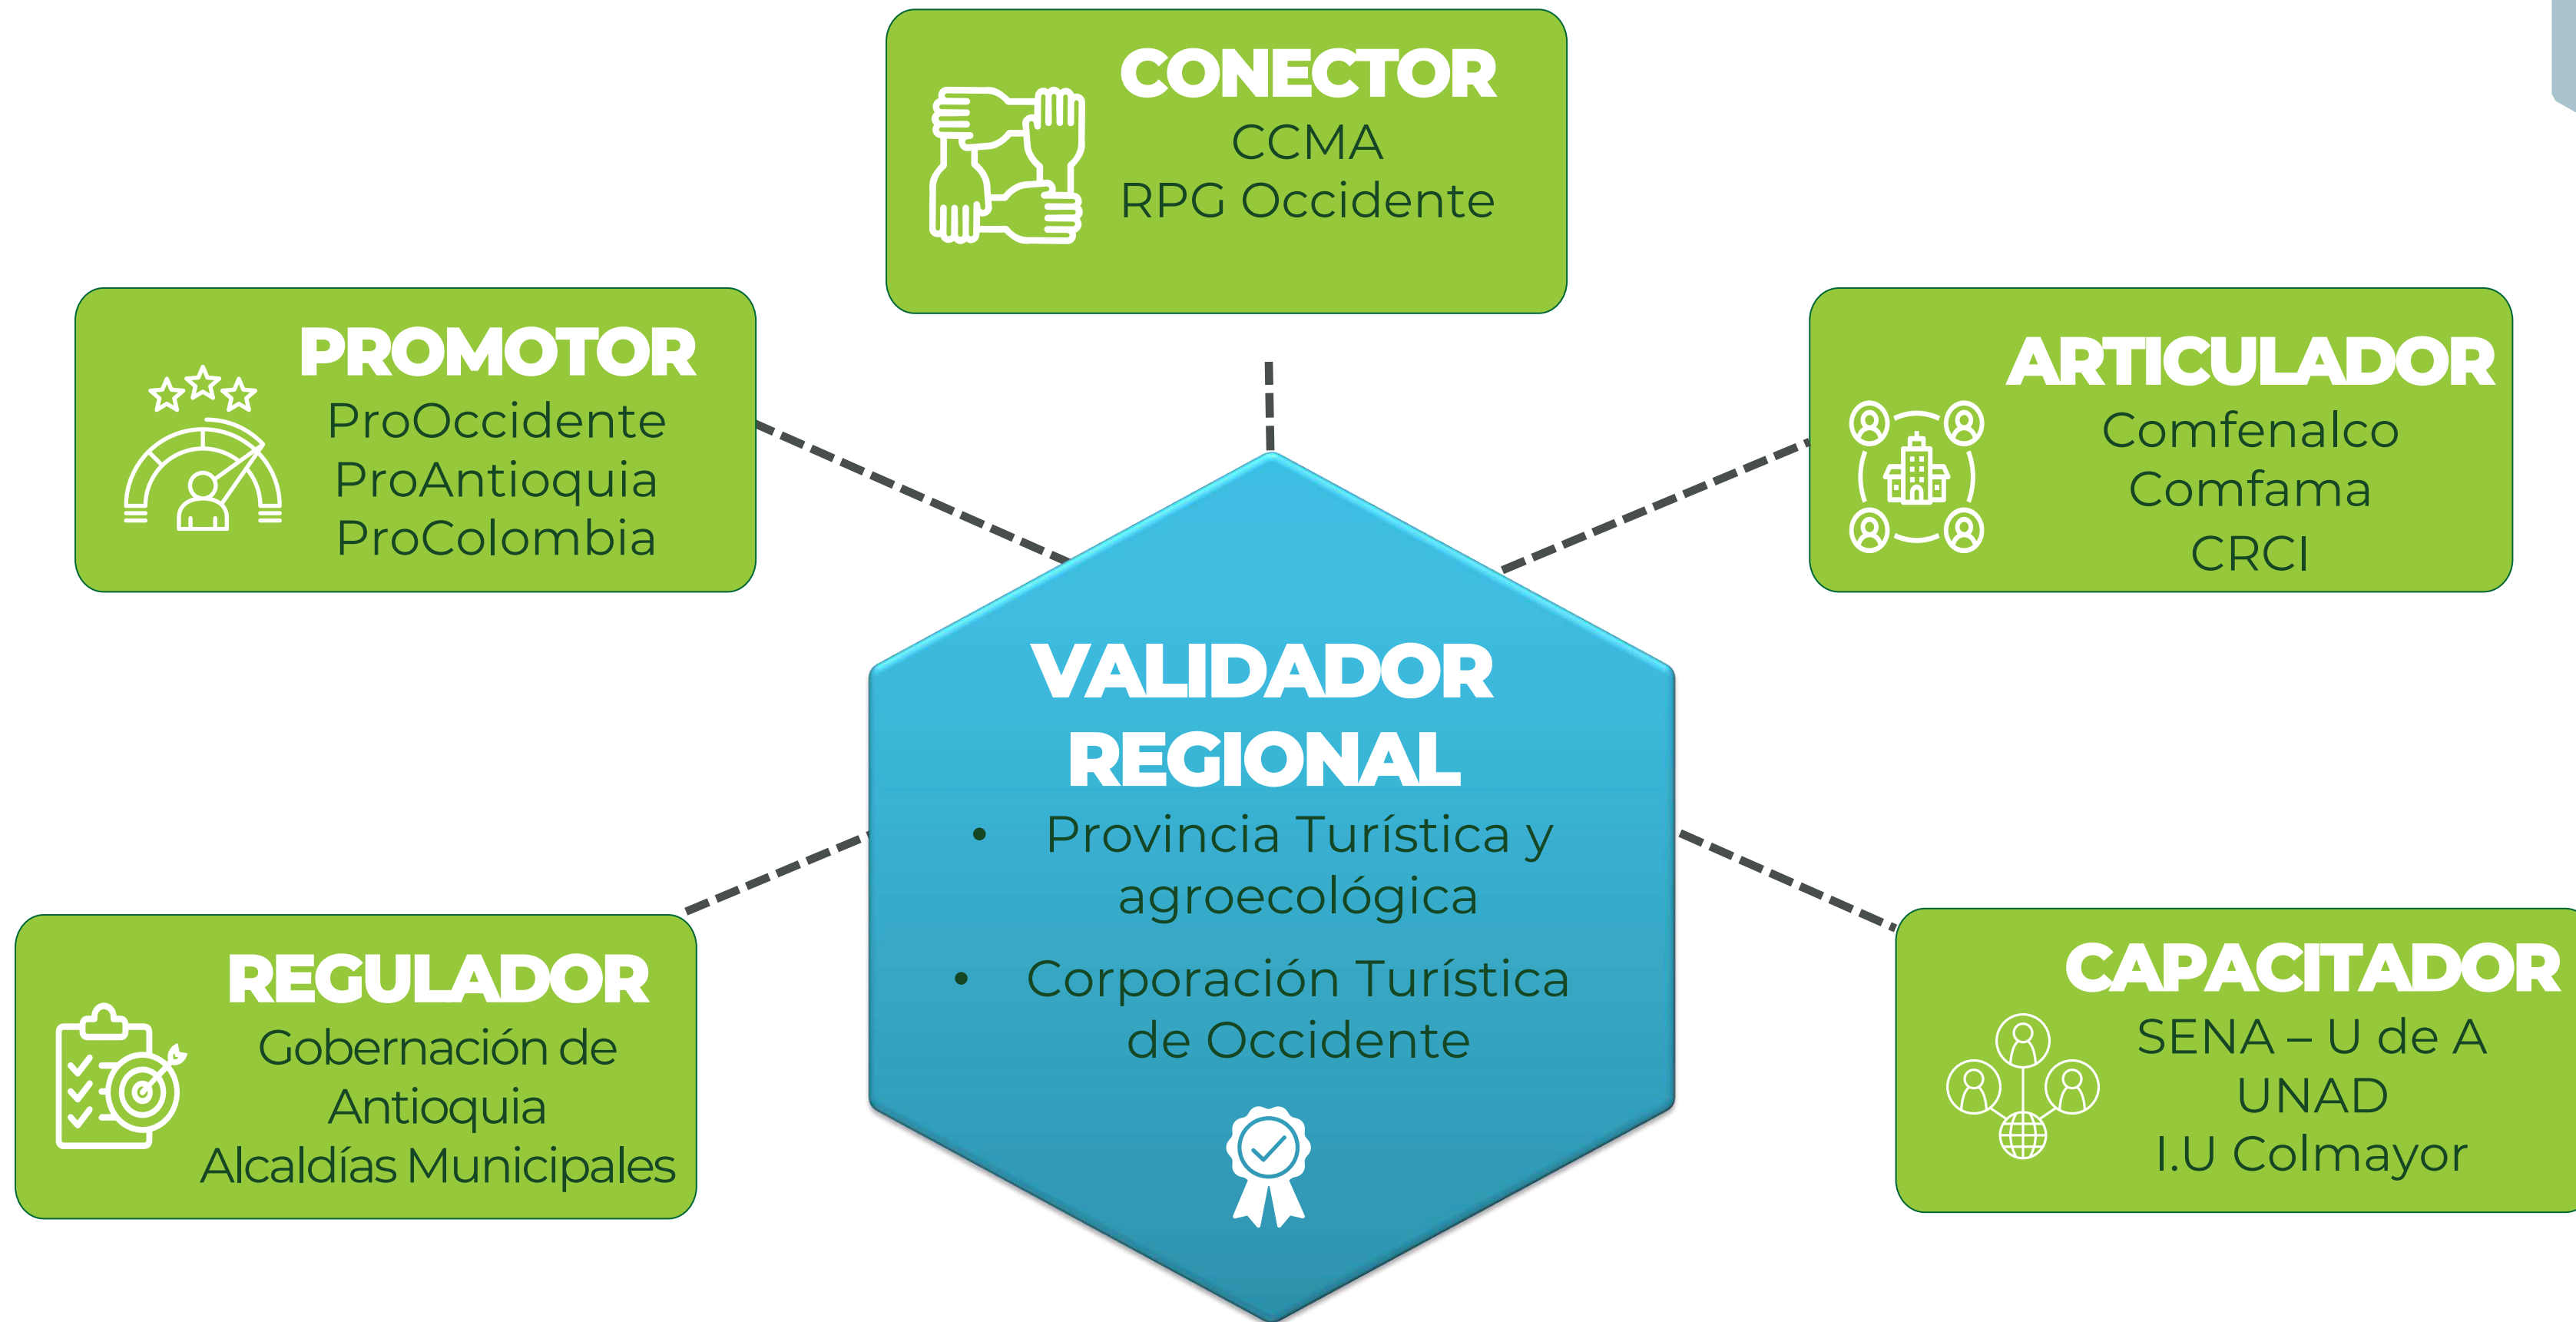 CONECTOR
CCMA
RPG Occidente
PROMOTOR
ProOccidente
ProAntioquia
ProColombia
ARTICULADOR
Comfenalco
Comfama
CRCI
VALIDADOR
REGIONAL
• Provincia Turística y
agroecológica
• Corporación Turística
de Occidente
REGULADOR
Gobernación de
Antioquia
Alcaldías Municipales
CAPACITADOR
SENA – U de A
UNAD
I.U Colmayor